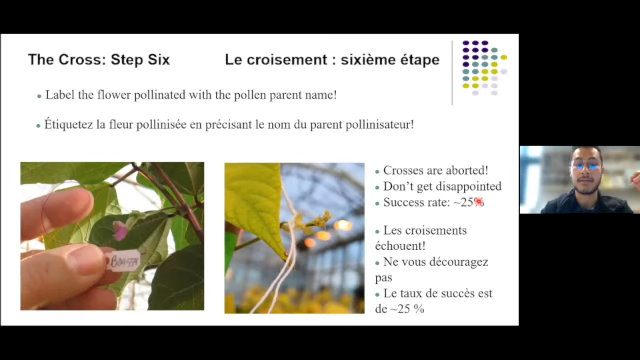 The Cross: Step Six
Le croisement : sixième étape
Label the flower pollinated with the pollen parent name!
Étiquetez la fleur pollinisée en précisant le nom du parent pollinisateur!
Crosses are aborted!
Don't get disappointed
Success rate: ~25%
Les croisements
échouent!
Ne vous découragez
pas
Le taux de succès est
de ~25 %